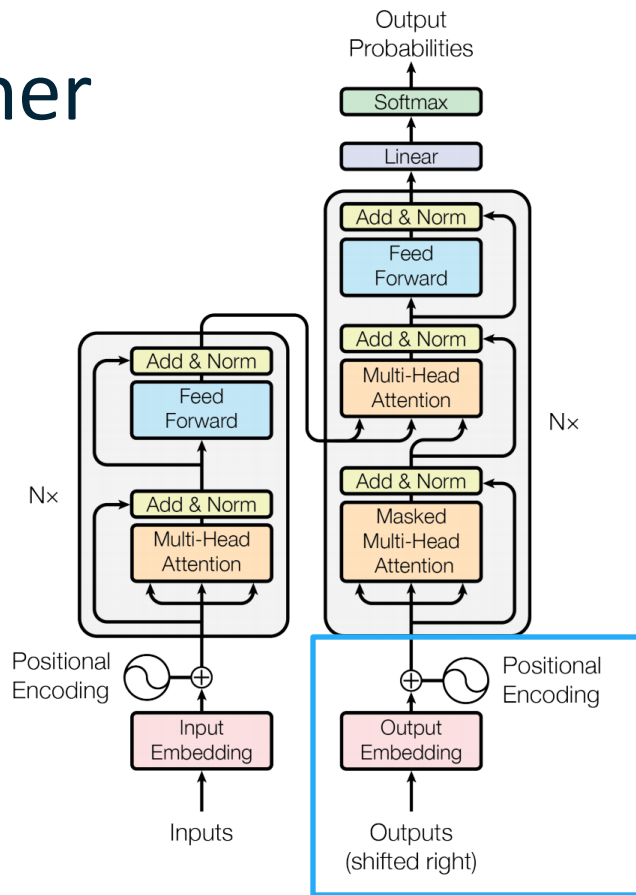 ner
Output
Probabilities
Softmax
Linear
Add & Norm
Feed
Forward
Add & Norm
Multi-Head
Attention
Nx
Add & Norm
Masked
Multi-Head
Attention
Add & Norm
Feed
Forward
Nx
Add & Norm
Multi-Head
Attention
Positional
Encoding
Input
Embedding
Inputs
Positional
Encoding
Output
Embedding
Outputs
(shifted right)